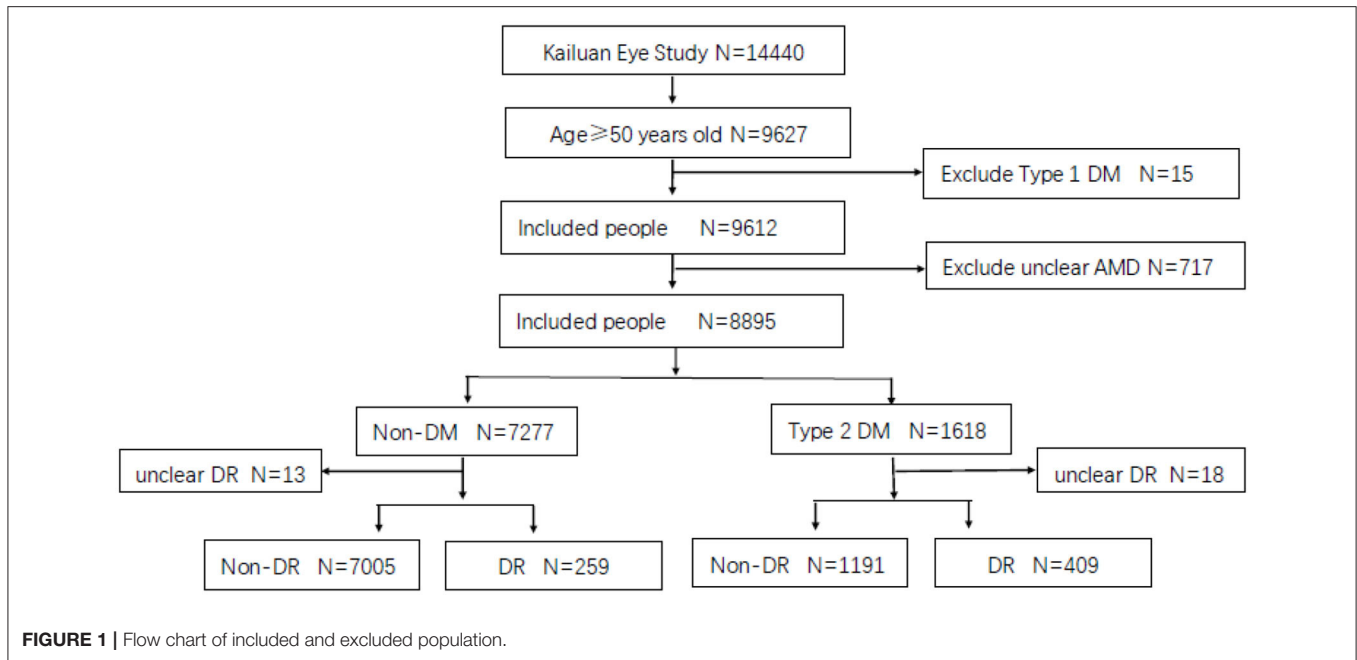 Kailuan Eye Study N=14440
Age≥50 years old N=9627
Exclude Type 1 DM N=15
Included people N=9612
Exclude unclear AMD N=717
Included people N=8895
Non-DM N=7277
Type 2 DM N=1618
unclear DR N=13
unclear DR N=18
Non-DR N=7005
DR N=259
Non-DR N=1191
DR N=409
FIGURE 1 | Flow chart of included and excluded population.